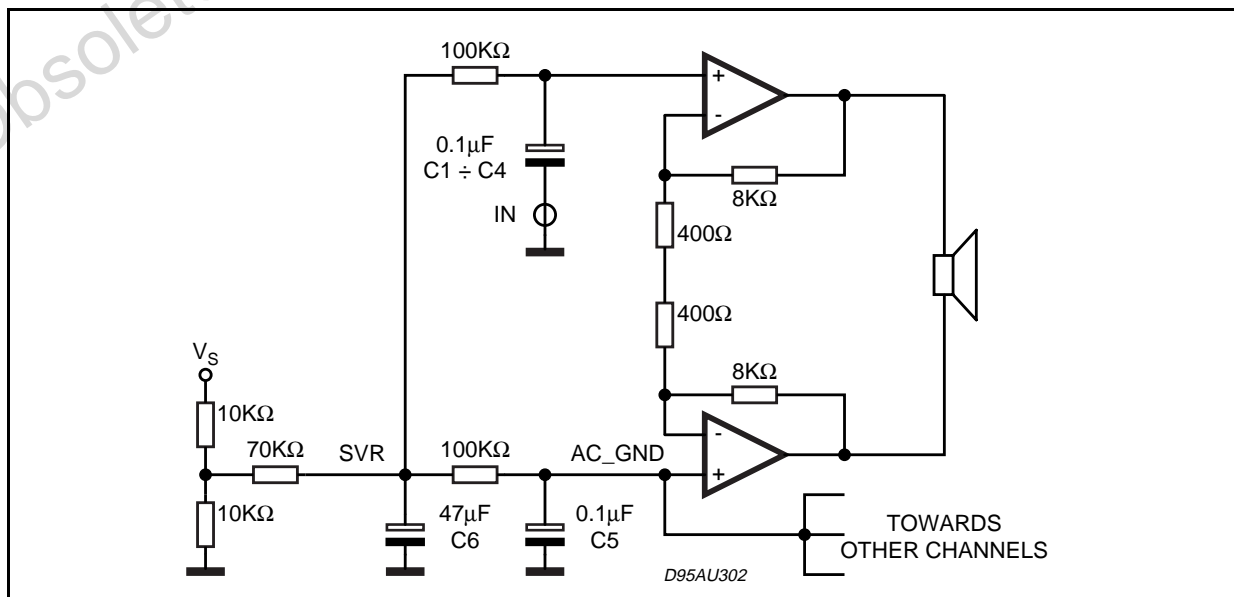 obsolet
100KΩ
+
-
0.1μF
C1 ÷ C4
8KΩ
IN
400Ω
400Ω
V_S
8KΩ
10KΩ
70KΩ
SVR
100KΩ
AC_GND
-
+
10KΩ
47μF
C6
0.1μF
C5
TOWARDS
OTHER CHANNELS
D95AU302